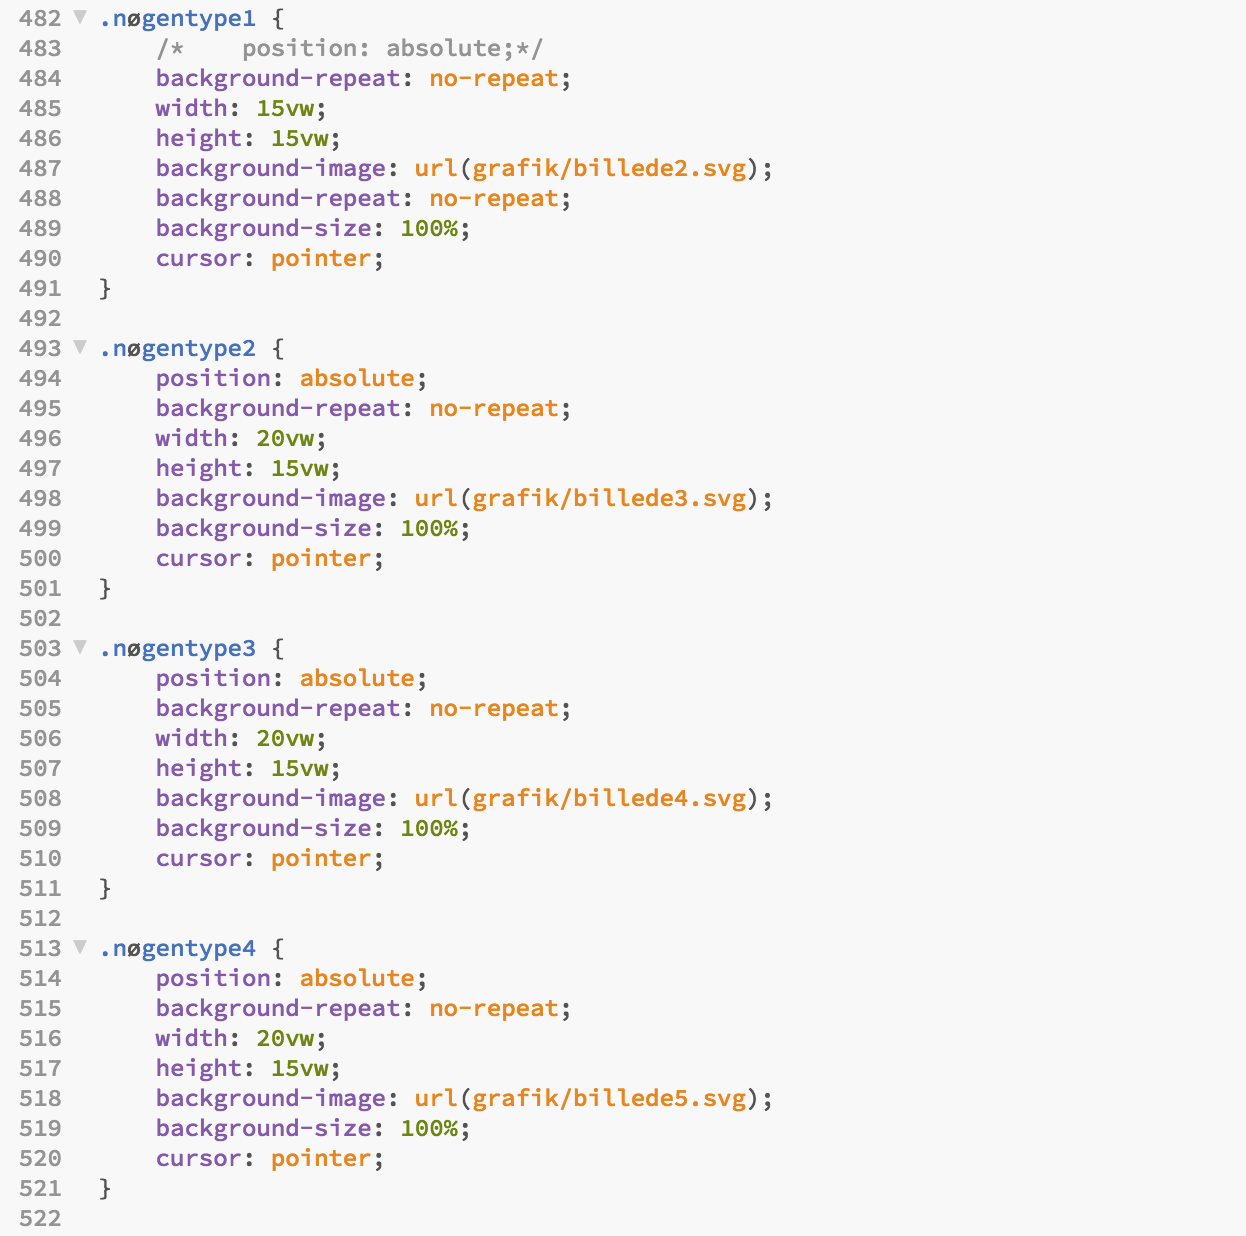 482 ▼ .nøgentype1 {
483 /*    position: absolute;*/
484 background-repeat: no-repeat;
485 width: 15vw;
486 height: 15vw;
487 background-image: url(grafik/billede2.svg);
488 background-repeat: no-repeat;
489 background-size: 100%;
490 cursor: pointer;
491 }
492
493 ▼ .nøgentype2 {
494 position: absolute;
495 background-repeat: no-repeat;
496 width: 20vw;
497 height: 15vw;
498 background-image: url(grafik/billede3.svg);
499 background-size: 100%;
500 cursor: pointer;
501 }
502
503 ▼ .nøgentype3 {
504 position: absolute;
505 background-repeat: no-repeat;
506 width: 20vw;
507 height: 15vw;
508 background-image: url(grafik/billede4.svg);
509 background-size: 100%;
510 cursor: pointer;
511 }
512
513 ▼ .nøgentype4 {
514 position: absolute;
515 background-repeat: no-repeat;
516 width: 20vw;
517 height: 15vw;
518 background-image: url(grafik/billede5.svg);
519 background-size: 100%;
520 cursor: pointer;
521 }
522